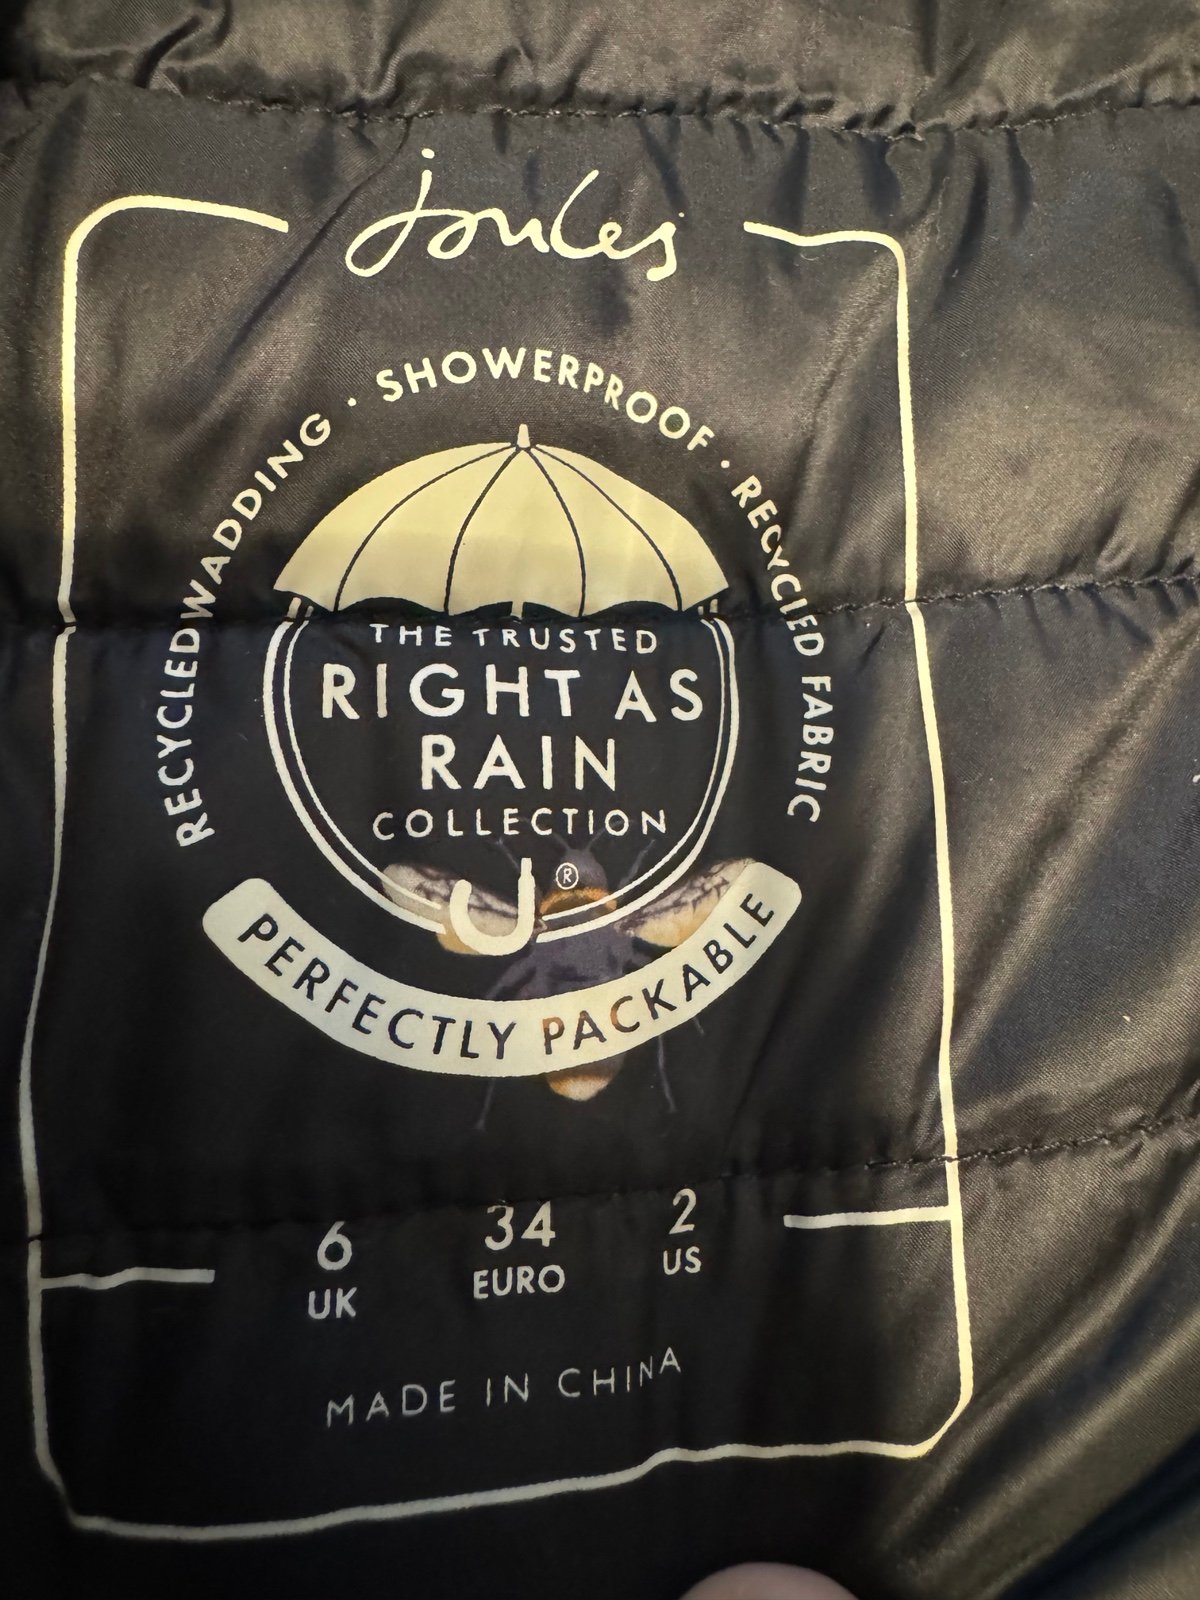 Joules
RECYCLED WADDING · SHOWERPROOF · RECYCLED FABRIC
THE TRUSTED
RIGHT AS
RAIN
COLLECTION
®
PERFECTLY PACKABLE
6 34 2
UK EURO US
MADE IN CHINA